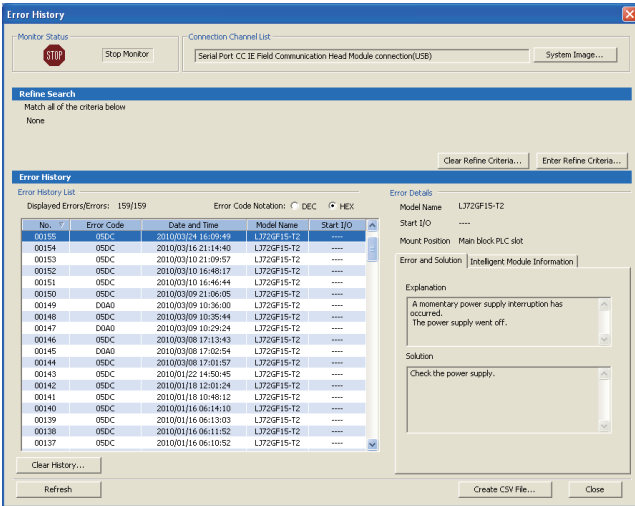 Error History
Monitor Status
STOP
Stop Monitor
Connection Channel List
Serial Port CC IE Field Communication Head Module connection(USB)
System Image...
Refine Search
Match all of the criteria below
None
Clear Refine Criteria...
Enter Refine Criteria...
Error History
Error History List
Displayed Errors/Errors: 159/159
Error Code Notation: DEC HEX
No. Error Code Date and Time Model Name Start I/O
00155 05DC 2010/03/24 16:09:49 LJ72GF15-T2 ----
00154 05DC 2010/03/16 21:14:40 LJ72GF15-T2 ----
00153 05DC 2010/03/10 21:09:57 LJ72GF15-T2 ----
00152 05DC 2010/03/10 16:48:17 LJ72GF15-T2 ----
00151 05DC 2010/03/10 16:46:44 LJ72GF15-T2 ----
00150 05DC 2010/03/09 21:06:05 LJ72GF15-T2 ----
00149 D0A0 2010/03/09 10:36:00 LJ72GF15-T2 ----
00148 05DC 2010/03/09 10:35:44 LJ72GF15-T2 ----
00147 D0A0 2010/03/09 10:29:24 LJ72GF15-T2 ----
00146 05DC 2010/03/08 17:13:43 LJ72GF15-T2 ----
00145 D0A0 2010/03/08 17:02:54 LJ72GF15-T2 ----
00144 05DC 2010/03/08 17:01:57 LJ72GF15-T2 ----
00143 05DC 2010/01/22 14:50:45 LJ72GF15-T2 ----
00142 05DC 2010/01/18 12:01:24 LJ72GF15-T2 ----
00141 05DC 2010/01/18 10:48:12 LJ72GF15-T2 ----
00140 05DC 2010/01/16 06:14:10 LJ72GF15-T2 ----
00139 05DC 2010/01/16 06:13:03 LJ72GF15-T2 ----
00138 05DC 2010/01/16 06:11:52 LJ72GF15-T2 ----
00137 05DC 2010/01/16 06:10:52 LJ72GF15-T2 ----
Clear History...
Error Details
Model Name LJ72GF15-T2
Start I/O ----
Mount Position Main block PLC slot
Error and Solution
Intelligent Module Information
Explanation
A momentary power supply interruption has
occurred.
The power supply went off.
Solution
Check the power supply.
Refresh
Create CSV File...
Close